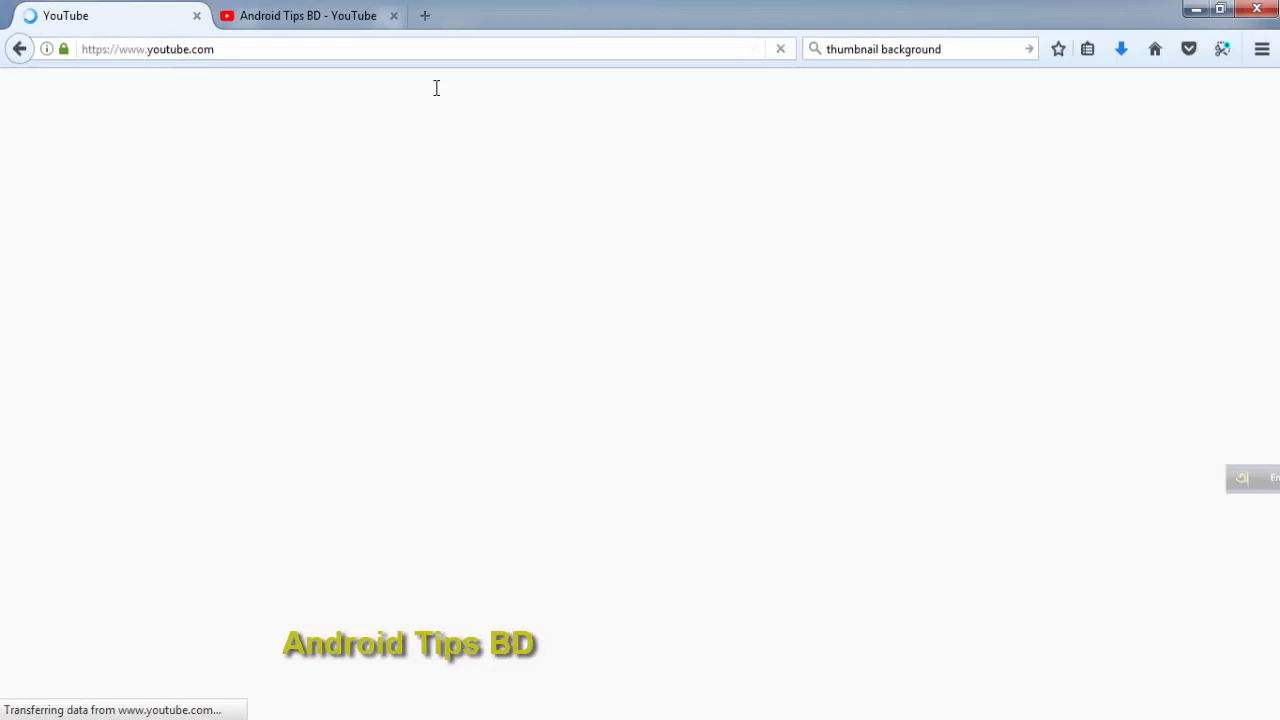 YouTube
Android Tips BD - YouTube
https://www.youtube.com
thumbnail background
অ
En
Android Tips BD
Transferring data from www.youtube.com...